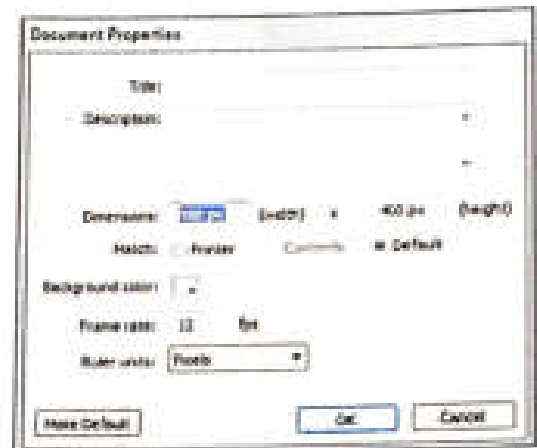 Document Properties
Title:
Description:
Dimensions: (width) x 400 px (height)
Match: Printer Contents Default
Background color:
Frame rate: 12 fps
Ruler units: Pixels
Make Default OK Cancel